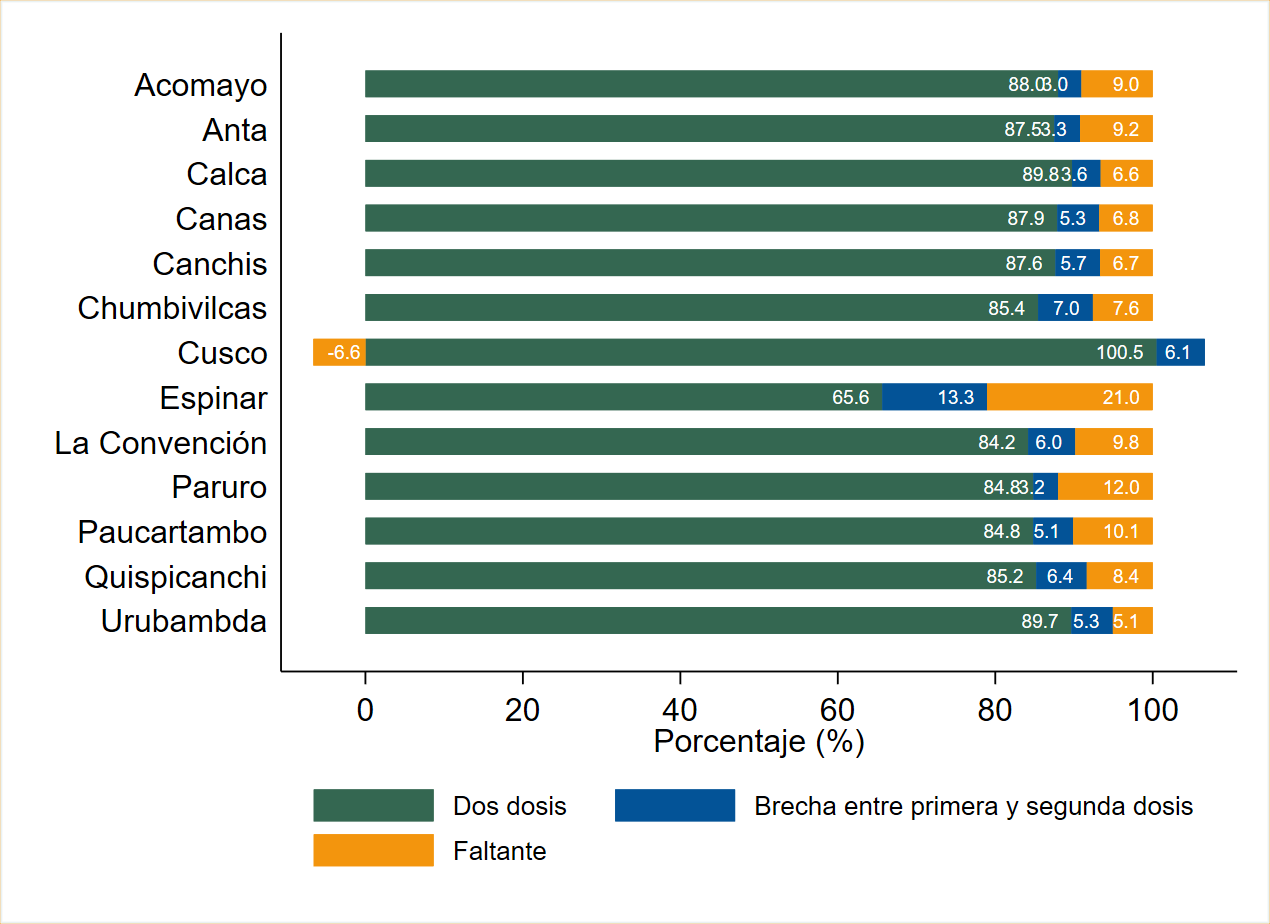 Acomayo 88.0 3.0 9.0
Anta 87.5 3.3 9.2
Calca 89.8 3.6 6.6
Canas 87.9 5.3 6.8
Canchis 87.6 5.7 6.7
Chumbivilcas 85.4 7.0 7.6
Cusco -6.6 100.5 6.1
Espinar 65.6 13.3 21.0
La Convención 84.2 6.0 9.8
Paruro 84.8 3.2 12.0
Paucartambo 84.8 5.1 10.1
Quispicanchi 85.2 6.4 8.4
Urubambda 89.7 5.3 5.1
0 20 40 60 80 100
Porcentaje (%)
Dos dosis Brecha entre primera y segunda dosis
Faltante